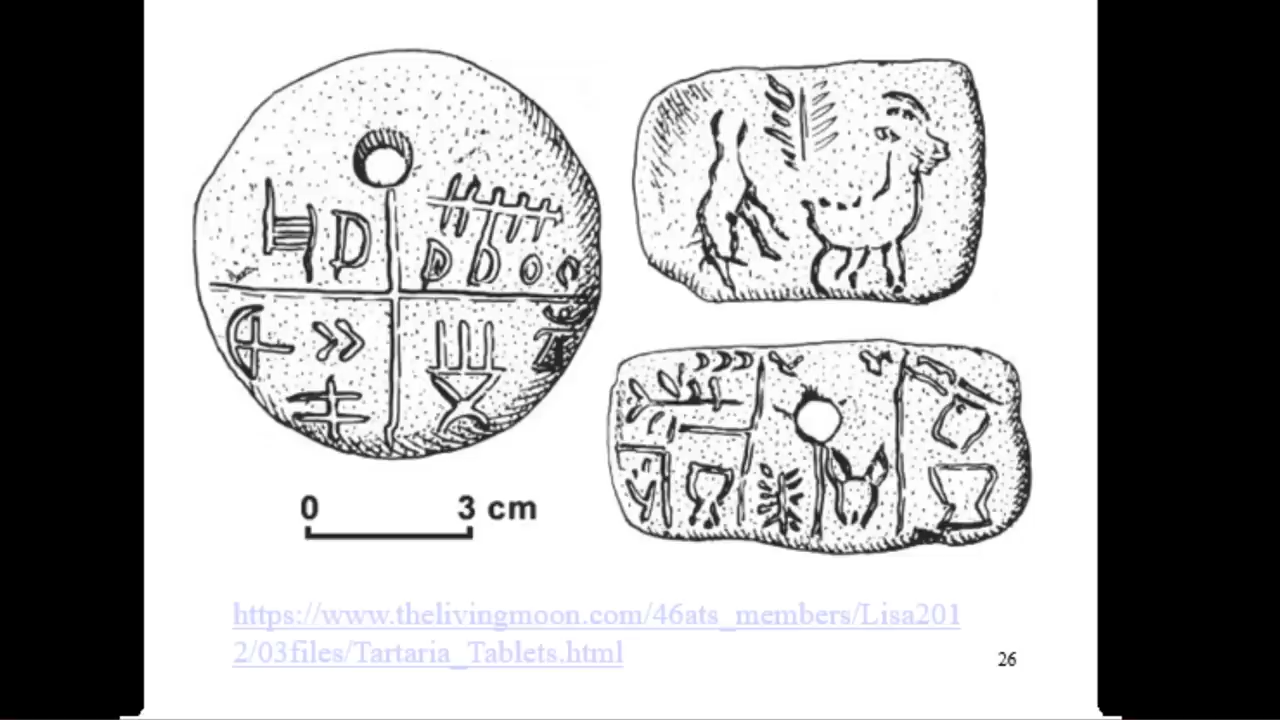 0 3 cm
https://www.thelivingmoon.com/46ats_members/Lisa201
2/03files/Tartaria_Tablets.html
26